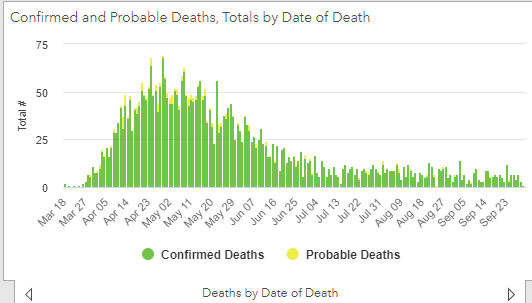 Confirmed and Probable Deaths, Totals by Date of Death
75
50
25
0
Total #
Mar 18
Mar 27
Apr 05
Apr 14
Apr 23
May 02
May 11
May 20
May 29
Jun 07
Jun 16
Jun 25
Jul 04
Jul 13
Jul 22
Jul 31
Aug 09
Aug 18
Aug 27
Sep 05
Sep 14
Sep 23
Confirmed Deaths Probable Deaths
Deaths by Date of Death